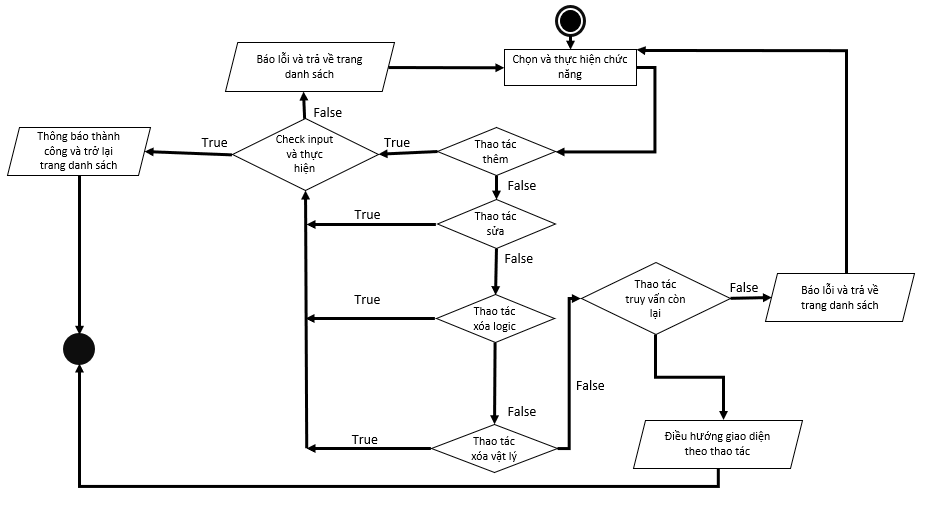 Báo lỗi và trả về trang
danh sách
Chọn và thực hiện chức
năng
False
Thông báo thành
công và trở lại
trang danh sách
True
Check input
và thực
hiện
True
Thao tác
thêm
False
True
Thao tác
sửa
False
True
Thao tác
xóa logic
Thao tác
truy vấn còn
lại
False
Báo lỗi và trả về
trang danh sách
False
False
True
Thao tác
xóa vật lý
Điều hướng giao diện
theo thao tác